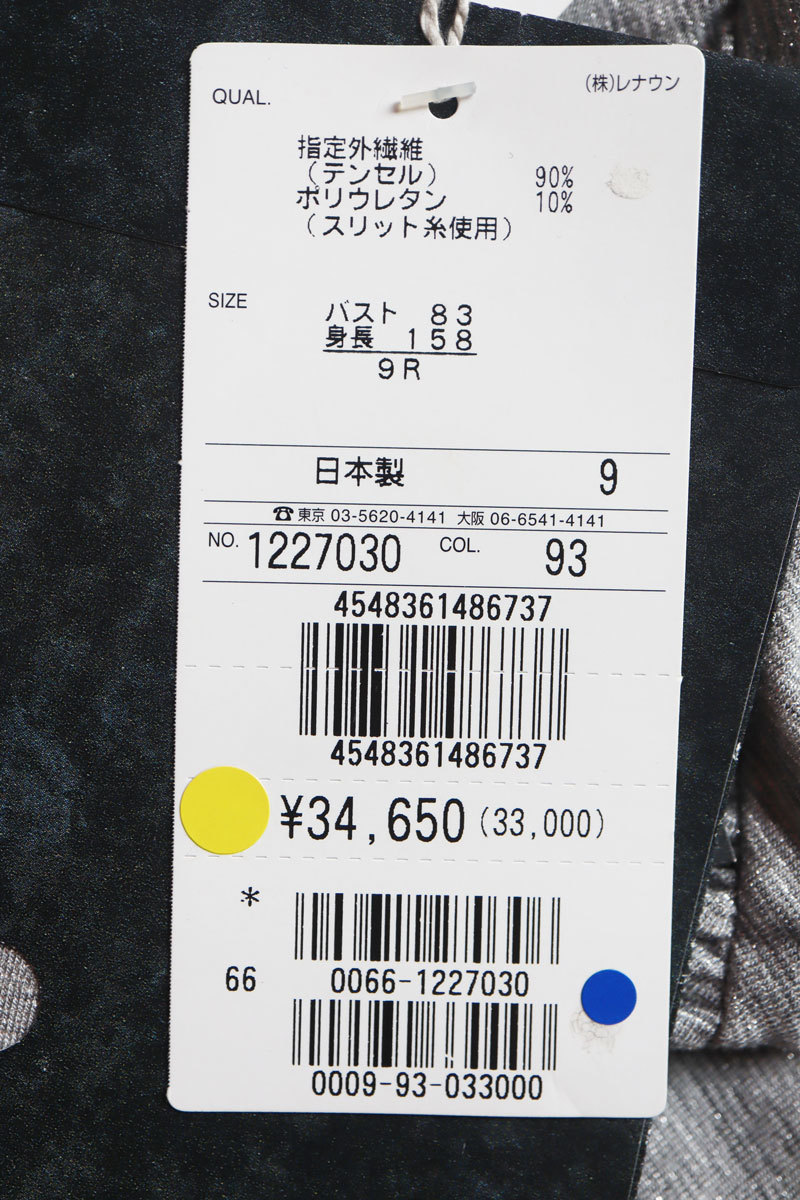 (株)レナウン
QUAL.
指定外繊維
(テンセル) 90%
ポリウレタン 10%
(スリット糸使用)
SIZE
バスト 83
身長 158
9R
日本製 9
☎東京 03-5620-4141 大阪 06-6541-4141
NO. 1227030 COL. 93
4548361486737
4548361486737
¥34,650 (33,000)
*
66 0066-1227030
0009-93-033000